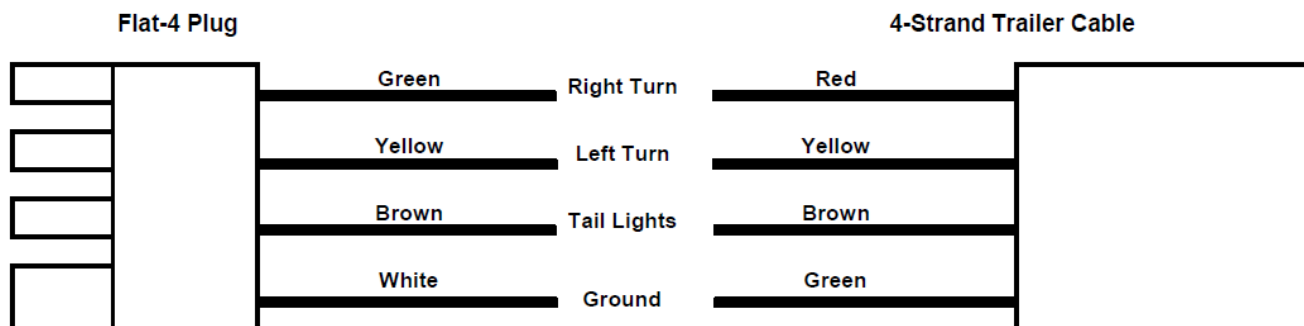 Flat-4 Plug 4-Strand Trailer Cable
Green Right Turn Red
Yellow Left Turn Yellow
Brown Tail Lights Brown
White Ground Green